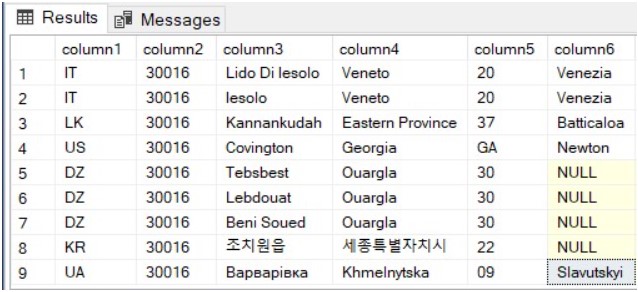 Results Messages
column1 column2 column3 column4 column5 column6
1 IT 30016 Lido Di Iesolo Veneto 20 Venezia
2 IT 30016 Iesolo Veneto 20 Venezia
3 LK 30016 Kannankudah Eastern Province 37 Batticaloa
4 US 30016 Covington Georgia GA Newton
5 DZ 30016 Tebsbest Ouargla 30 NULL
6 DZ 30016 Lebdouat Ouargla 30 NULL
7 DZ 30016 Beni Soued Ouargla 30 NULL
8 KR 30016 조치원읍 세종특별자치시 22 NULL
9 UA 30016 Варварівка Khmelnytska 09 Slavutskyi